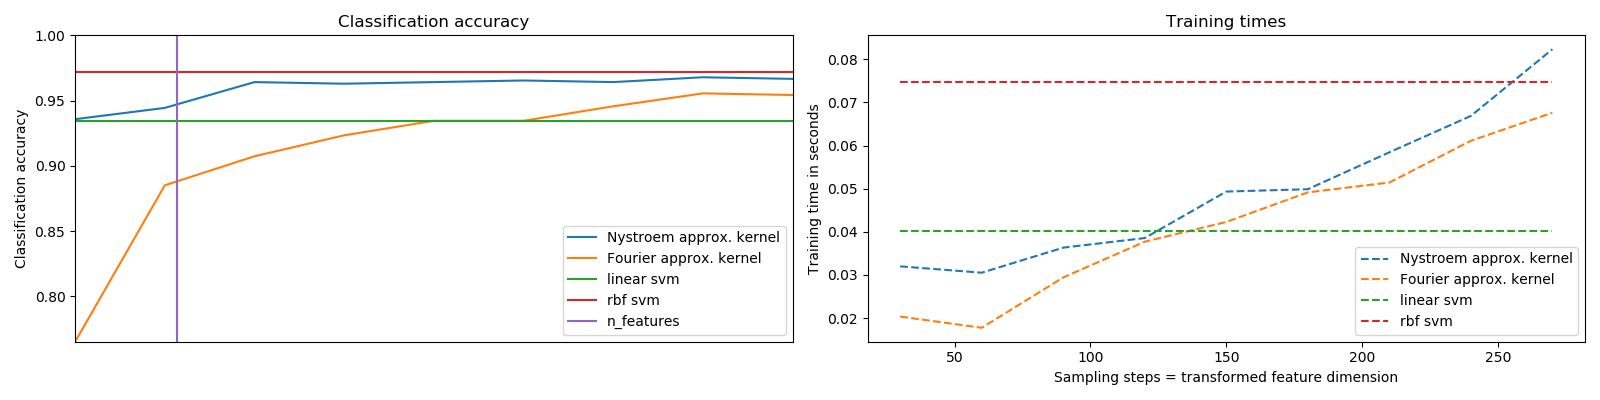 Classification accuracy
Classification accuracy
1.00
0.95
0.90
0.85
0.80
Nystroem approx. kernel
Fourier approx. kernel
linear svm
rbf svm
n_features
Training times
Training time in seconds
0.08
0.07
0.06
0.05
0.04
0.03
0.02
Nystroem approx. kernel
Fourier approx. kernel
linear svm
rbf svm
50 100 150 200 250
Sampling steps = transformed feature dimension